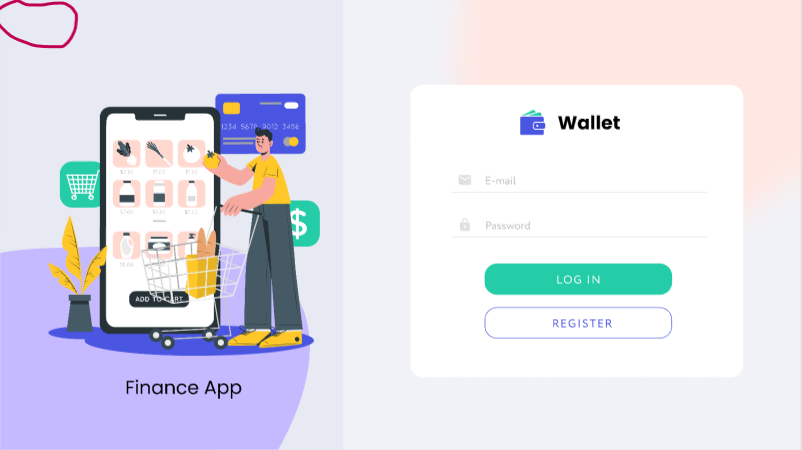 1234 5678 9012 3456
ADD TO CART
Finance App
Wallet
E-mail
Password
LOG IN
REGISTER